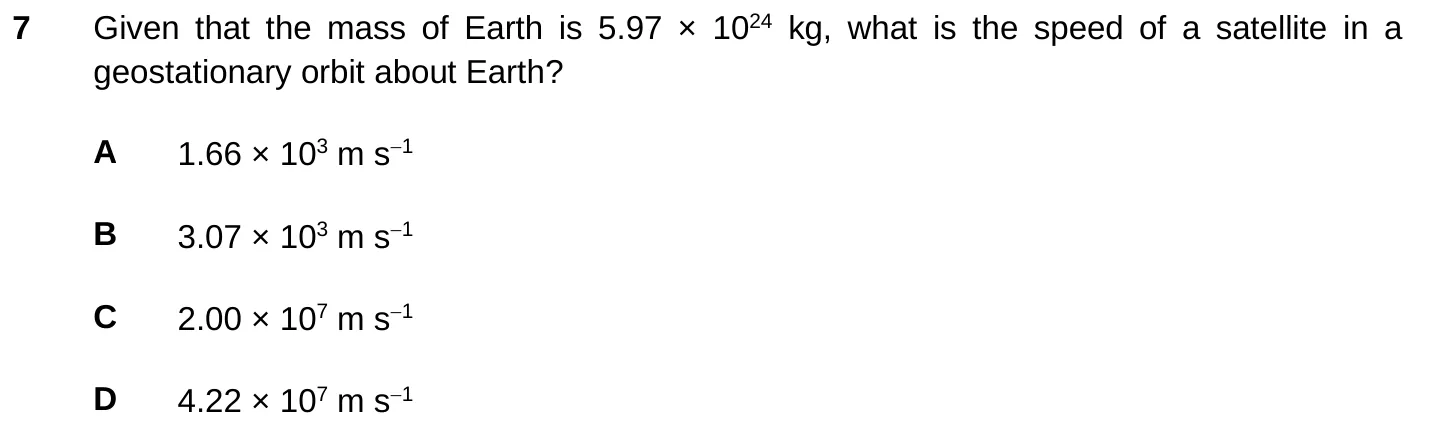 7 Given that the mass of Earth is 5.97 × 10²⁴ kg, what is the speed of a satellite in a
geostationary orbit about Earth?
A 1.66 × 10³ m s⁻¹
B 3.07 × 10³ m s⁻¹
C 2.00 × 10⁷ m s⁻¹
D 4.22 × 10⁷ m s⁻¹